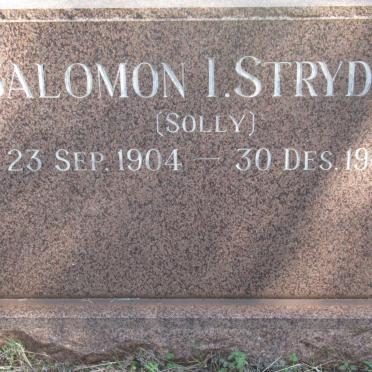 SALOMON I. STRYD
(SOLLY)
23 SEP. 1904 — 30 DES. 19